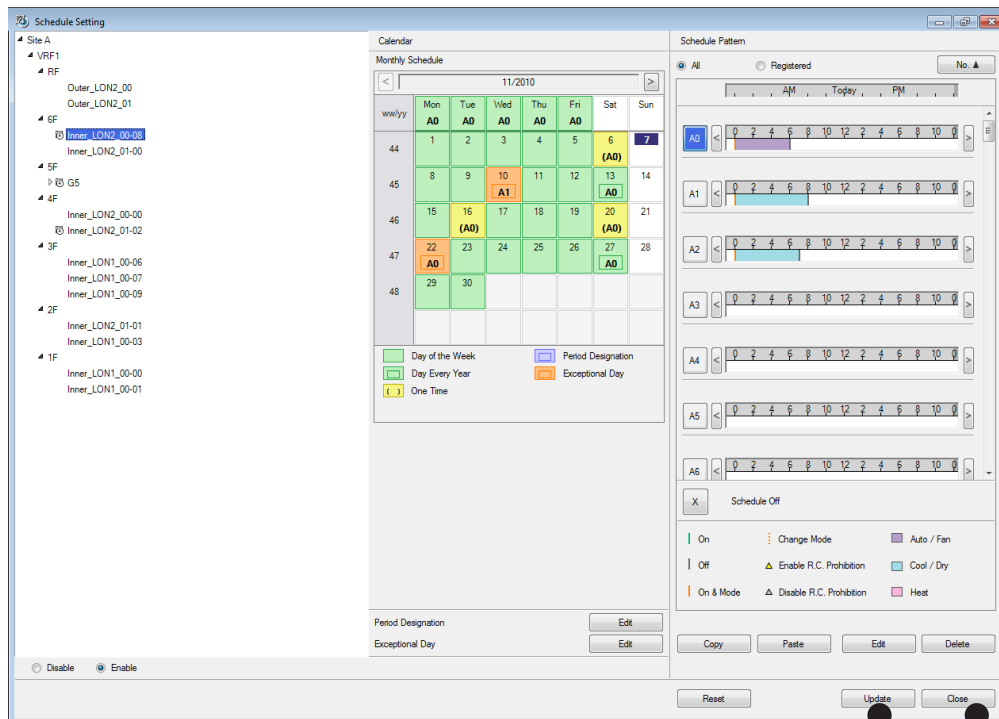 Schedule Setting
Site A
VRF1
RF
Outer_LON2_00
Outer_LON2_01
6F
Inner_LON2_00-08
Inner_LON2_01-00
5F
G5
4F
Inner_LON2_00-00
Inner_LON2_01-02
3F
Inner_LON1_00-06
Inner_LON1_00-07
Inner_LON1_00-09
2F
Inner_LON2_01-01
Inner_LON1_00-03
1F
Inner_LON1_00-00
Inner_LON1_00-01
Disable Enable
Calendar
Monthly Schedule
< 11/2010 >
ww/yy Mon Tue Wed Thu Fri Sat Sun
A0 A0 A0 A0 A0
44 1 2 3 4 5 6 7
(A0)
45 8 9 10 11 12 13 14
A1 A0
46 15 16 17 18 19 20 21
(A0) (A0)
47 22 23 24 25 26 27 28
A0 A0
48 29 30
Day of the Week Period Designation
Day Every Year Exceptional Day
( ) One Time
Period Designation Edit
Exceptional Day Edit
Schedule Pattern
All Registered No. ▲
AM Today PM
A0 < 0 2 4 6 8 10 12 2 4 6 8 10 0 >
A1 < 0 2 4 6 8 10 12 2 4 6 8 10 0 >
A2 < 0 2 4 6 8 10 12 2 4 6 8 10 0 >
A3 < 0 2 4 6 8 10 12 2 4 6 8 10 0 >
A4 < 0 2 4 6 8 10 12 2 4 6 8 10 0 >
A5 < 0 2 4 6 8 10 12 2 4 6 8 10 0 >
A6 < 0 2 4 6 8 10 12 2 4 6 8 10 0 >
X Schedule Off
On Change Mode Auto / Fan
Off Enable R.C. Prohibition Cool / Dry
On & Mode Disable R.C. Prohibition Heat
Copy Paste Edit Delete
Reset Update Close